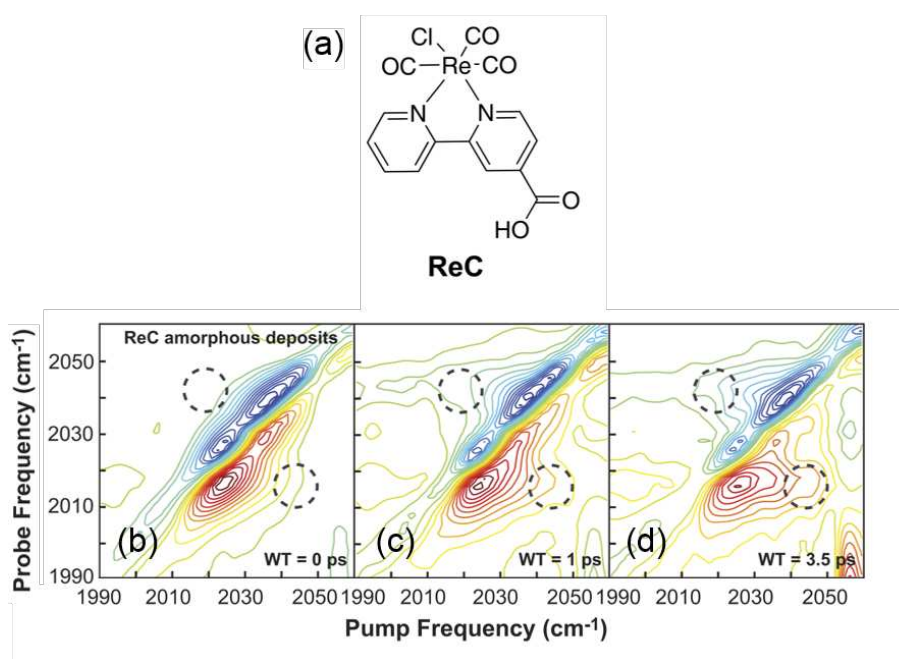 (a)
Cl CO
OC Re CO
N N
O
HO
ReC
ReC amorphous deposits
Probe Frequency (cm-1)
2050
2030
2010
1990
(b) WT = 0 ps
(c) WT = 1 ps
(d) WT = 3.5 ps
1990 2010 2030 2050 1990 2010 2030 2050 1990 2010 2030 2050
Pump Frequency (cm-1)